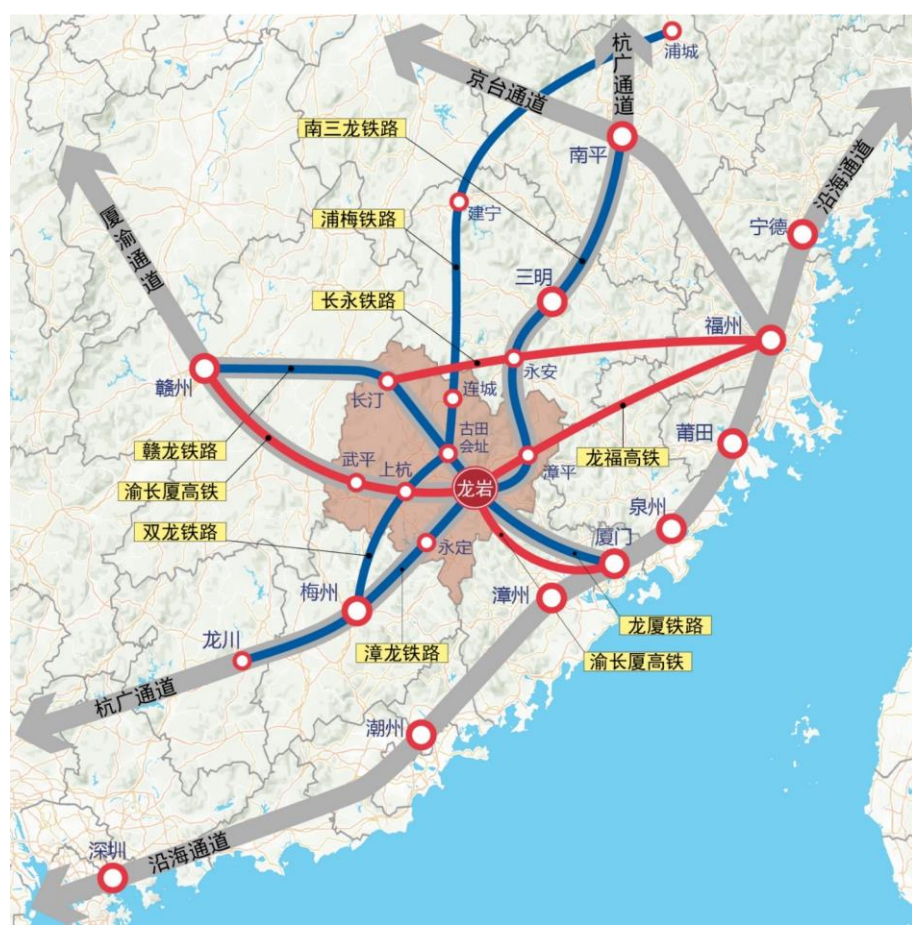 浦城
杭广通道
京台通道
南三龙铁路
南平
沿海通道
浦梅铁路
建宁
宁德
厦渝通道
三明
长永铁路
福州
永安
赣州
长汀
连城
古田
会址
莆田
赣龙铁路
武平
上杭
漳平
龙福高铁
龙岩
渝长厦高铁
泉州
双龙铁路
永定
厦门
梅州
漳州
龙川
漳龙铁路
龙厦铁路
渝长厦高铁
杭广通道
潮州
深圳
沿海通道